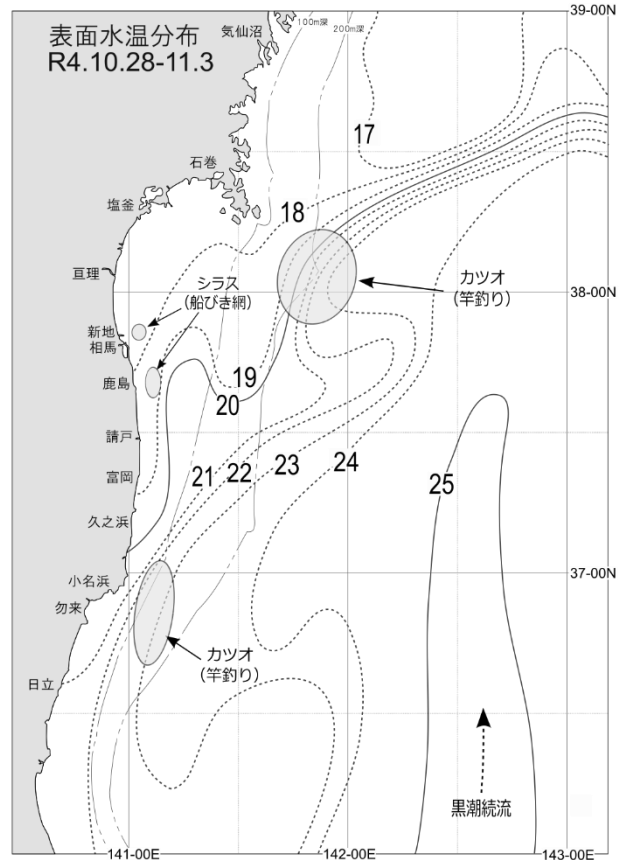 39-00N
表面水温分布
R4.10.28-11.3
気仙沼
100m深
200m深
17
石巻
塩釜
18
亘理
シラス
(船びき網)
カツオ
(竿釣り)
38-00N
新地
相馬
鹿島
19
20
請戸
富岡
21
22
23
24
25
久之浜
37-00N
小名浜
勿来
カツオ
(竿釣り)
日立
黒潮続流
141-00E
142-00E
143-00E